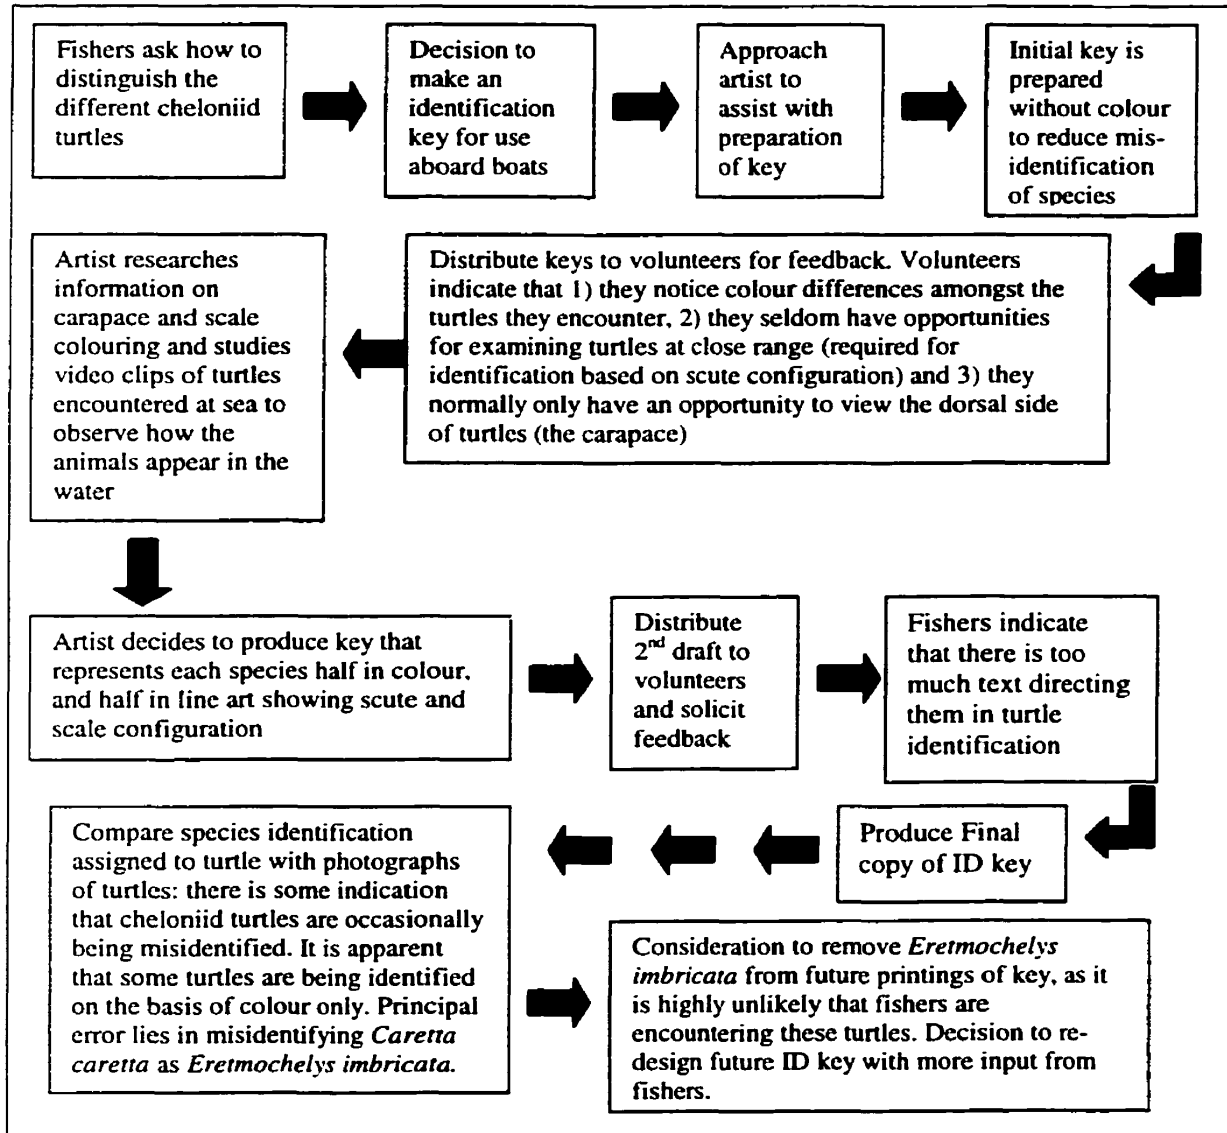 Fishers ask how to
distinguish the
different cheloniid
turtles
Decision to
make an
identification
key for use
aboard boats
Approach
artist to
assist with
preparation
of key
Initial key is
prepared
without colour
to reduce mis-
identification
of species
Distribute keys to volunteers for feedback. Volunteers
indicate that 1) they notice colour differences amongst the
turtles they encounter, 2) they seldom have opportunities
for examining turtles at close range (required for
identification based on scute configuration) and 3) they
normally only have an opportunity to view the dorsal side
of turtles (the carapace)
Artist researches
information on
carapace and scale
colouring and studies
video clips of turtles
encountered at sea to
observe how the
animals appear in the
water
Artist decides to produce key that
represents each species half in colour,
and half in line art showing scute and
scale configuration
Distribute
2nd draft to
volunteers
and solicit
feedback
Fishers indicate
that there is too
much text directing
them in turtle
identification
Produce Final
copy of ID key
Compare species identification
assigned to turtle with photographs
of turtles: there is some indication
that cheloniid turtles are occasionally
being misidentified. It is apparent
that some turtles are being identified
on the basis of colour only. Principal
error lies in misidentifying Caretta
caretta as Eretmochelys imbricata.
Consideration to remove Eretmochelys
imbricata from future printings of key, as it
is highly unlikely that fishers are
encountering these turtles. Decision to re-
design future ID key with more input from
fishers.